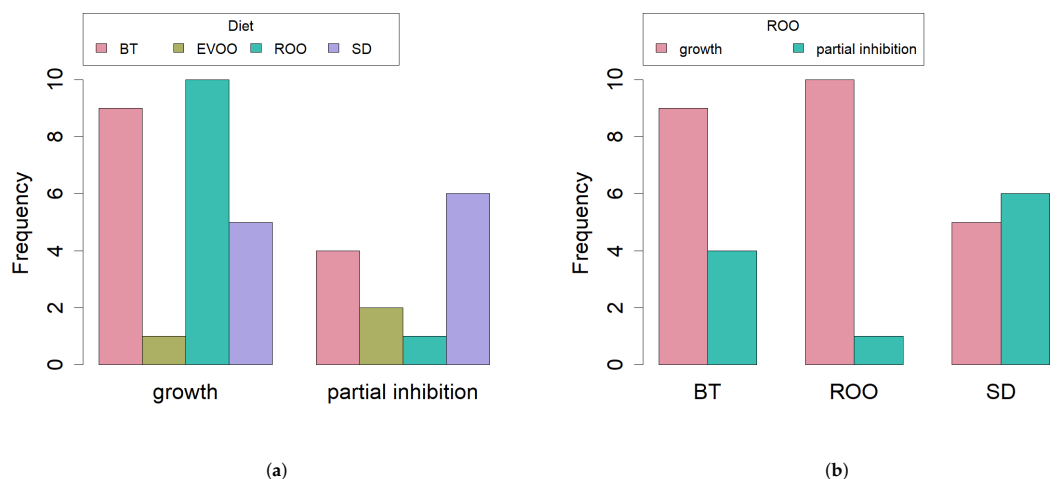 Diet
BT EVOO ROO SD
Frequency
0 2 4 6 8 10
growth partial inhibition
(a)
ROO
growth partial inhibition
Frequency
0 2 4 6 8 10
BT ROO SD
(b)